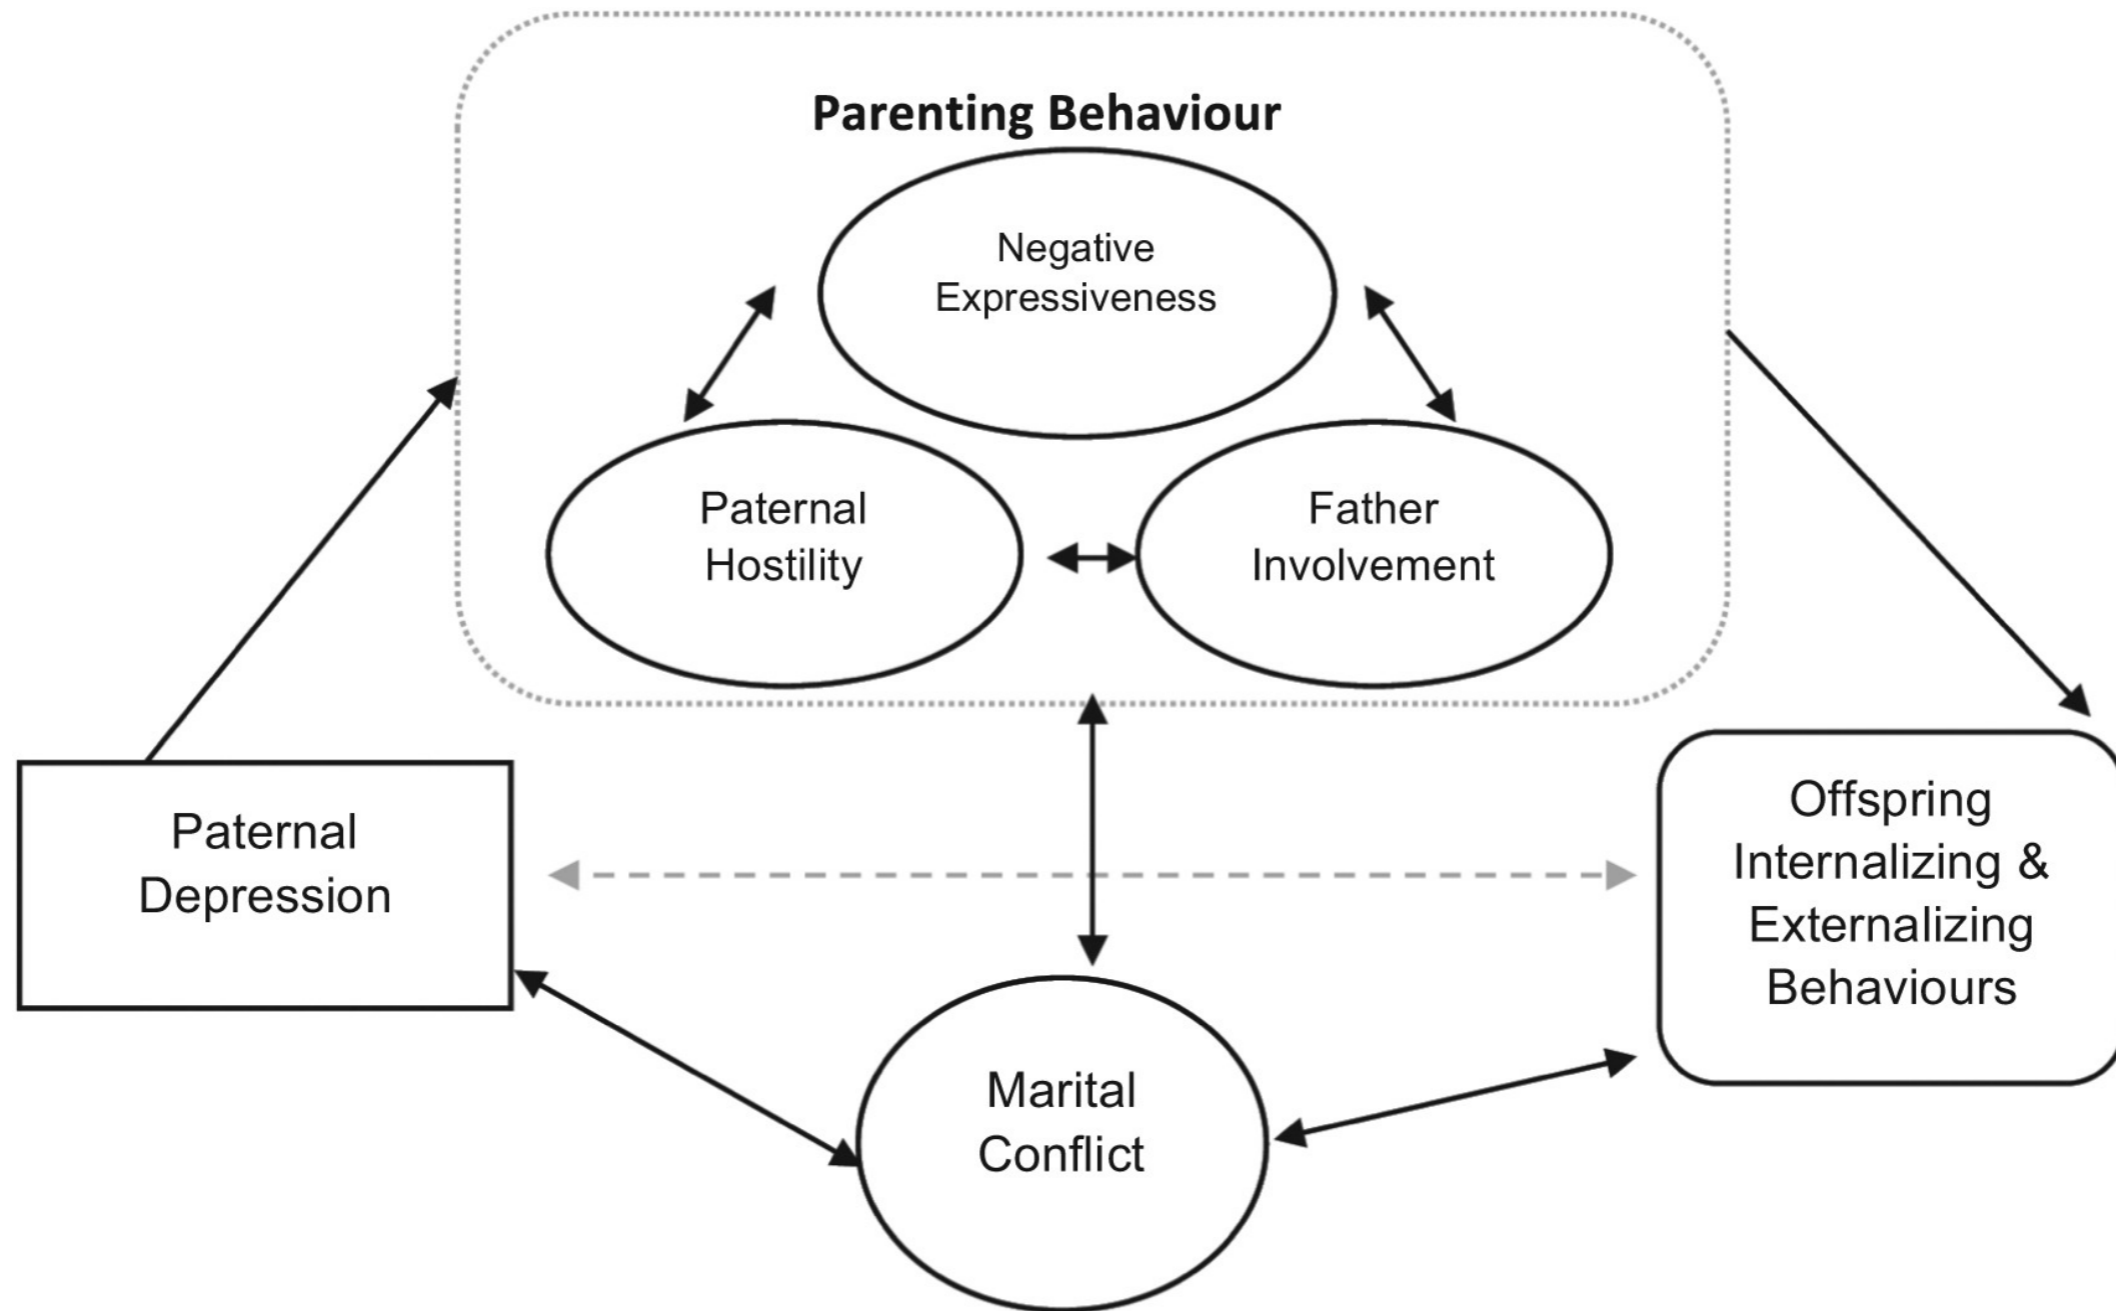 Parenting Behaviour
Negative
Expressiveness
Paternal
Hostility
Father
Involvement
Paternal
Depression
Offspring
Internalizing &
Externalizing
Behaviours
Marital
Conflict